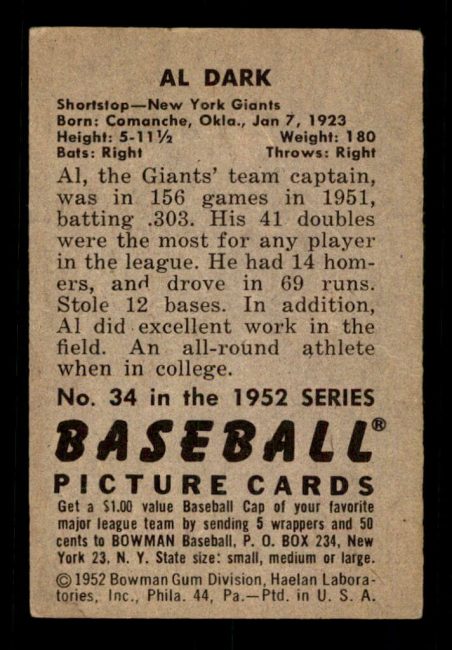 AL DARK
Shortstop—New York Giants
Born: Comanche, Okla., Jan 7, 1923
Height: 5-11½ Weight: 180
Bats: Right Throws: Right
Al, the Giants' team captain,
was in 156 games in 1951,
batting .303. His 41 doubles
were the most for any player
in the league. He had 14 hom-
ers, and drove in 69 runs.
Stole 12 bases. In addition,
Al did excellent work in the
field. An all-round athlete
when in college.
No. 34 in the 1952 SERIES
BASEBALL®
PICTURE CARDS
Get a $1.00 value Baseball Cap of your favorite
major league team by sending 5 wrappers and 50
cents to BOWMAN Baseball, P. O. BOX 234, New
York 23, N. Y. State size: small, medium or large.
©1952 Bowman Gum Division, Haelan Labora-
tories, Inc., Phila. 44, Pa.—Ptd. in U. S. A.